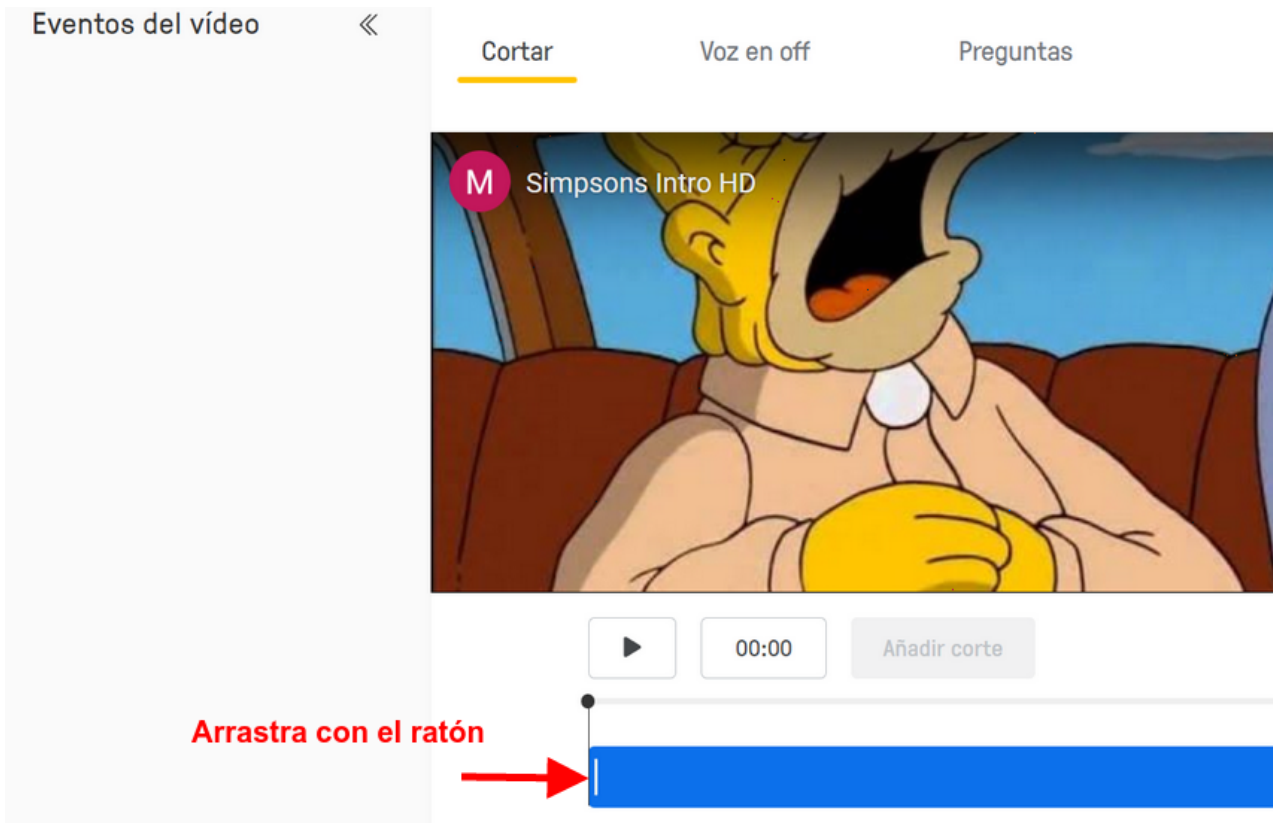 Eventos del vídeo
Cortar Voz en off Preguntas
M Simpsons Intro HD
00:00 Añadir corte
Arrastra con el ratón